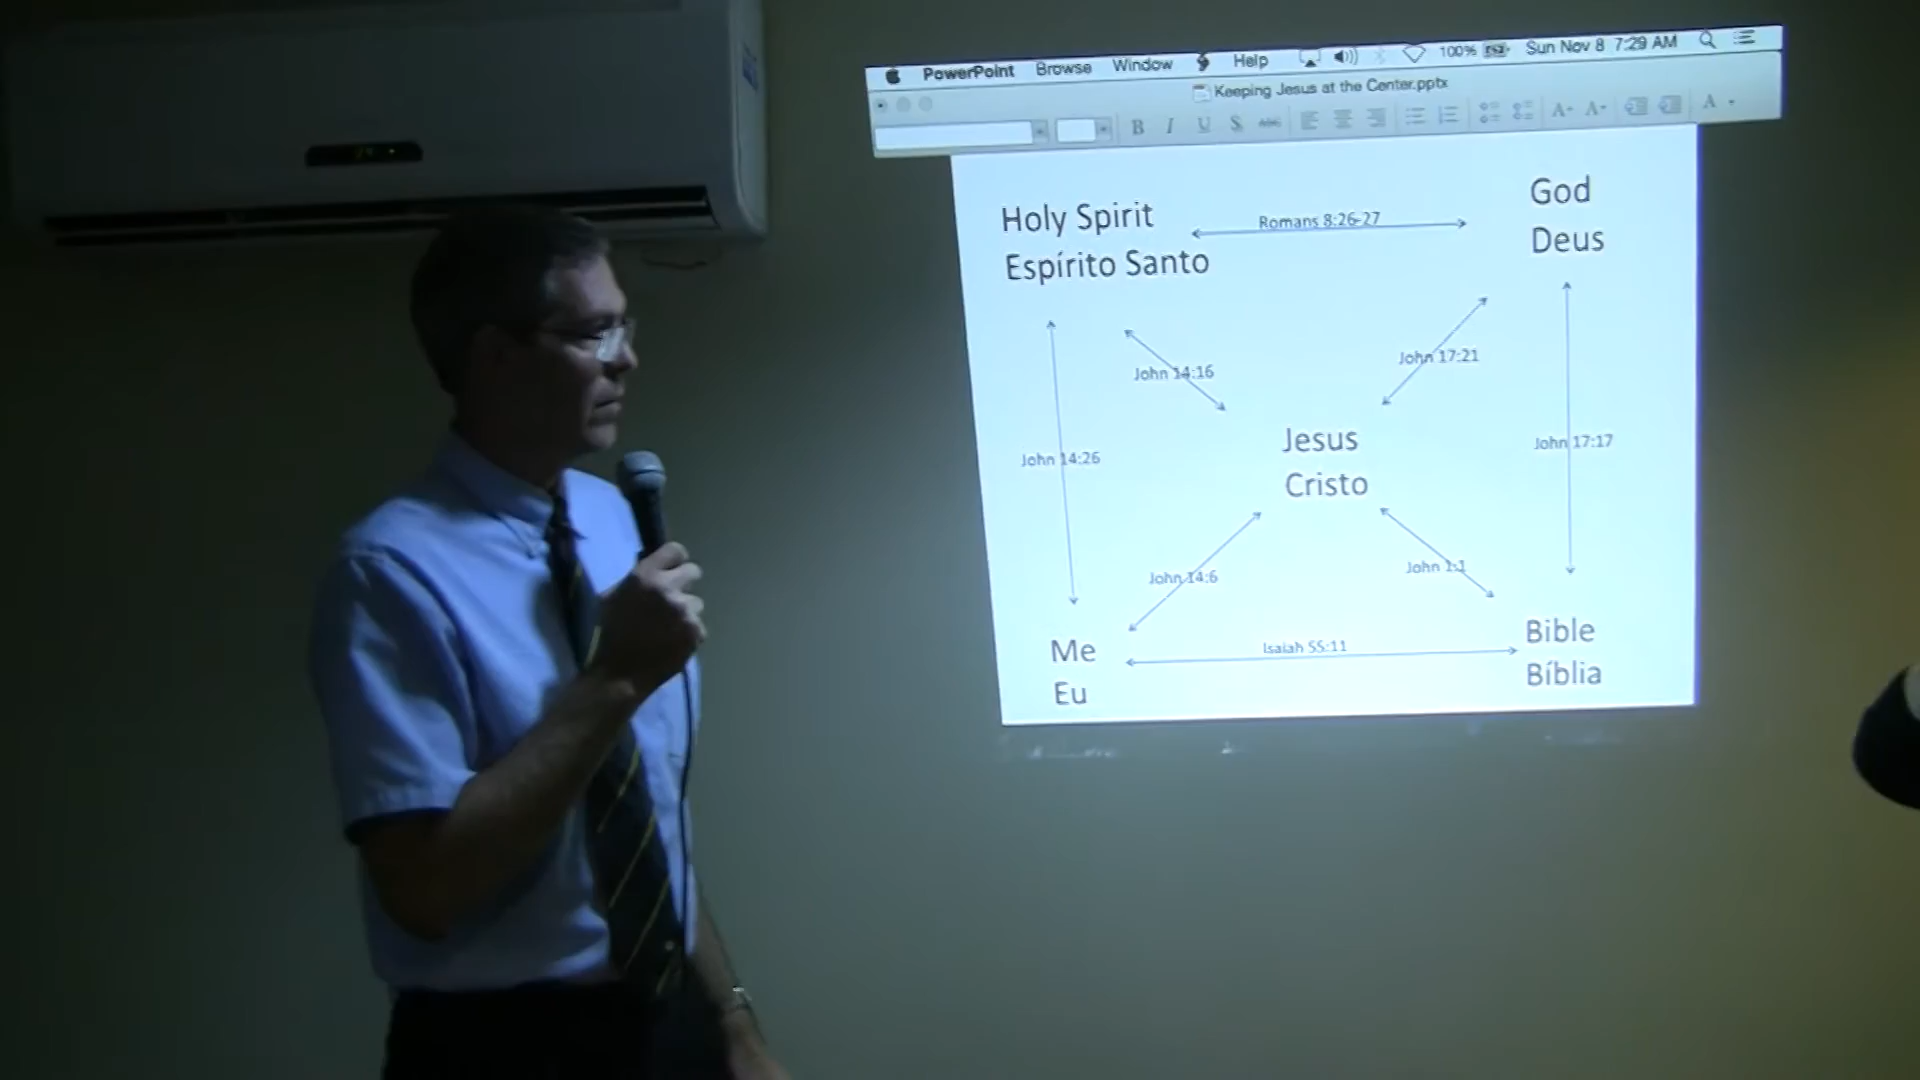 PowerPoint Browse Window Help 100% Sun Nov 8 7:29 AM
Keeping Jesus at the Center.pptx
B I U S ABC A A A
Holy Spirit
Espírito Santo
Romans 8:26-27
God
Deus
John 14:16
John 17:21
Jesus
Cristo
John 14:26
John 17:17
John 14:6
John 1:1
Me
Eu
Isaiah 55:11
Bible
Bíblia